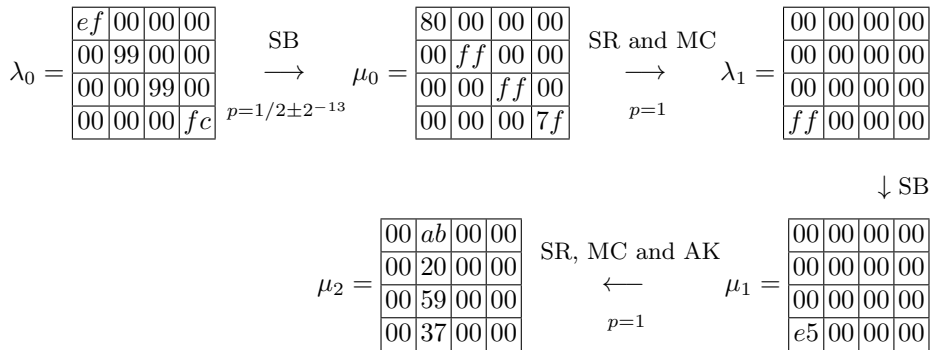 λ₀ = ef 00 00 00 SB μ₀ = 80 00 00 00 SR and MC λ₁ = 00 00 00 00
00 99 00 00 ⟶ 00 ff 00 00 ⟶ 00 00 00 00
00 00 99 00 p=1/2±2⁻¹³ 00 00 ff 00 p=1 00 00 00 00
00 00 00 fc 00 00 00 7f ff 00 00 00
↓ SB
μ₂ = 00 ab 00 00 SR, MC and AK μ₁ = 00 00 00 00
00 20 00 00 ⟵ 00 00 00 00
00 59 00 00 p=1 00 00 00 00
00 37 00 00 e5 00 00 00